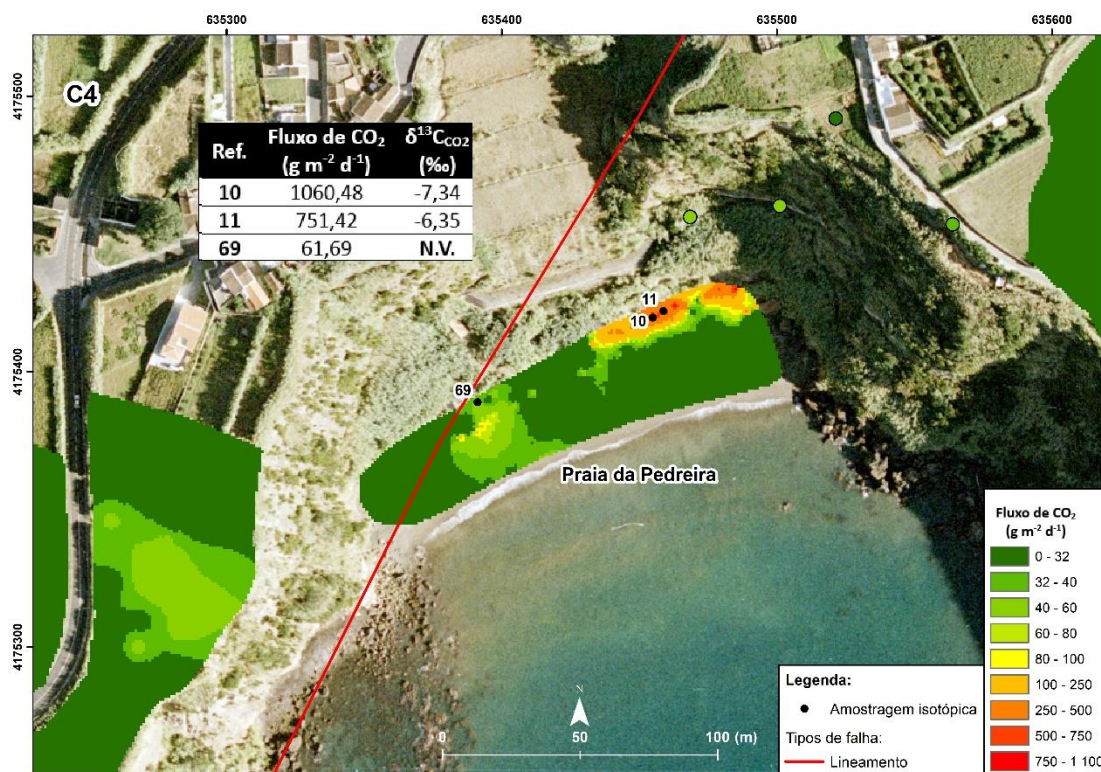 635300
635400
635500
635600
4175500
4175400
4175300
C4
Ref.
Fluxo de CO₂
(g m⁻² d⁻¹)
δ¹³C_CO2
(‰)
10 1060,48 -7,34
11 751,42 -6,35
69 61,69 N.V.
11
10
69
Praia da Pedreira
N
0 50 100 (m)
Legenda:
Amostragem isotópica
Tipos de falha:
Lineamento
Fluxo de CO₂
(g m⁻² d⁻¹)
0 - 32
32 - 40
40 - 60
60 - 80
80 - 100
100 - 250
250 - 500
500 - 750
750 - 1 100